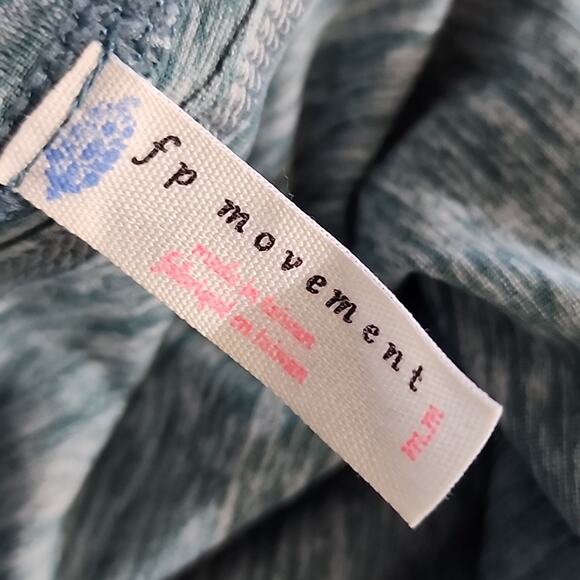 fp movement
made in taiwan
fabriqué en taiwan
m.m